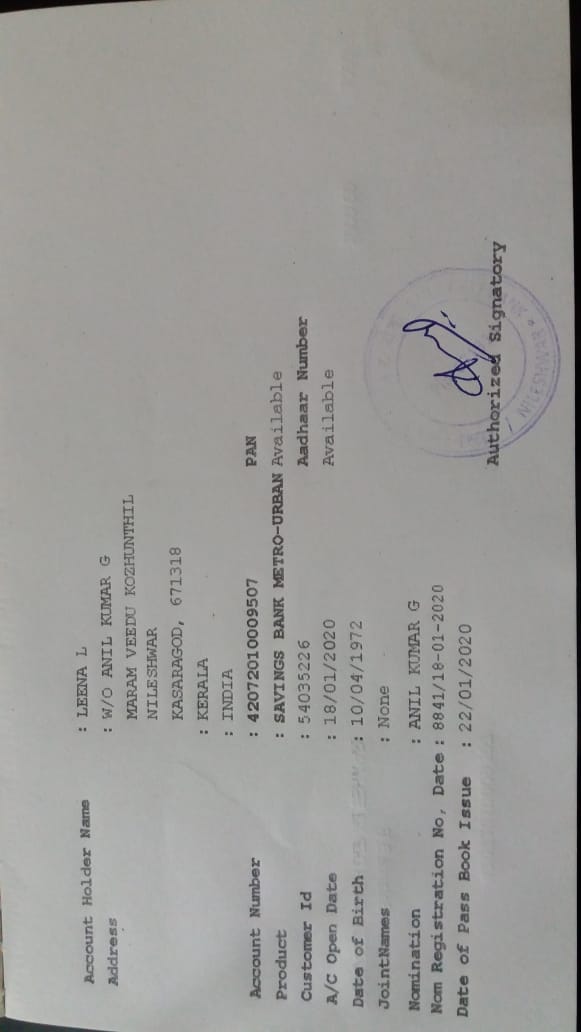 Account Holder Name : LEENA L
Address : W/O ANIL KUMAR G
MARAM VEEDU KOZHUNTHIL
NILESHWAR
KASARAGOD, 671318
: KERALA
: INDIA
Account Number : 42072010009507 PAN
Product : SAVINGS BANK METRO-URBAN Available
Customer Id : 54035226 Aadhaar Number
A/C Open Date : 18/01/2020 Available
Date of Birth : 10/04/1972
JointNames : None
Nomination : ANIL KUMAR G
Nom Registration No, Date : 8841/18-01-2020
Date of Pass Book Issue : 22/01/2020
Authorized Signatory
NILESHWAR